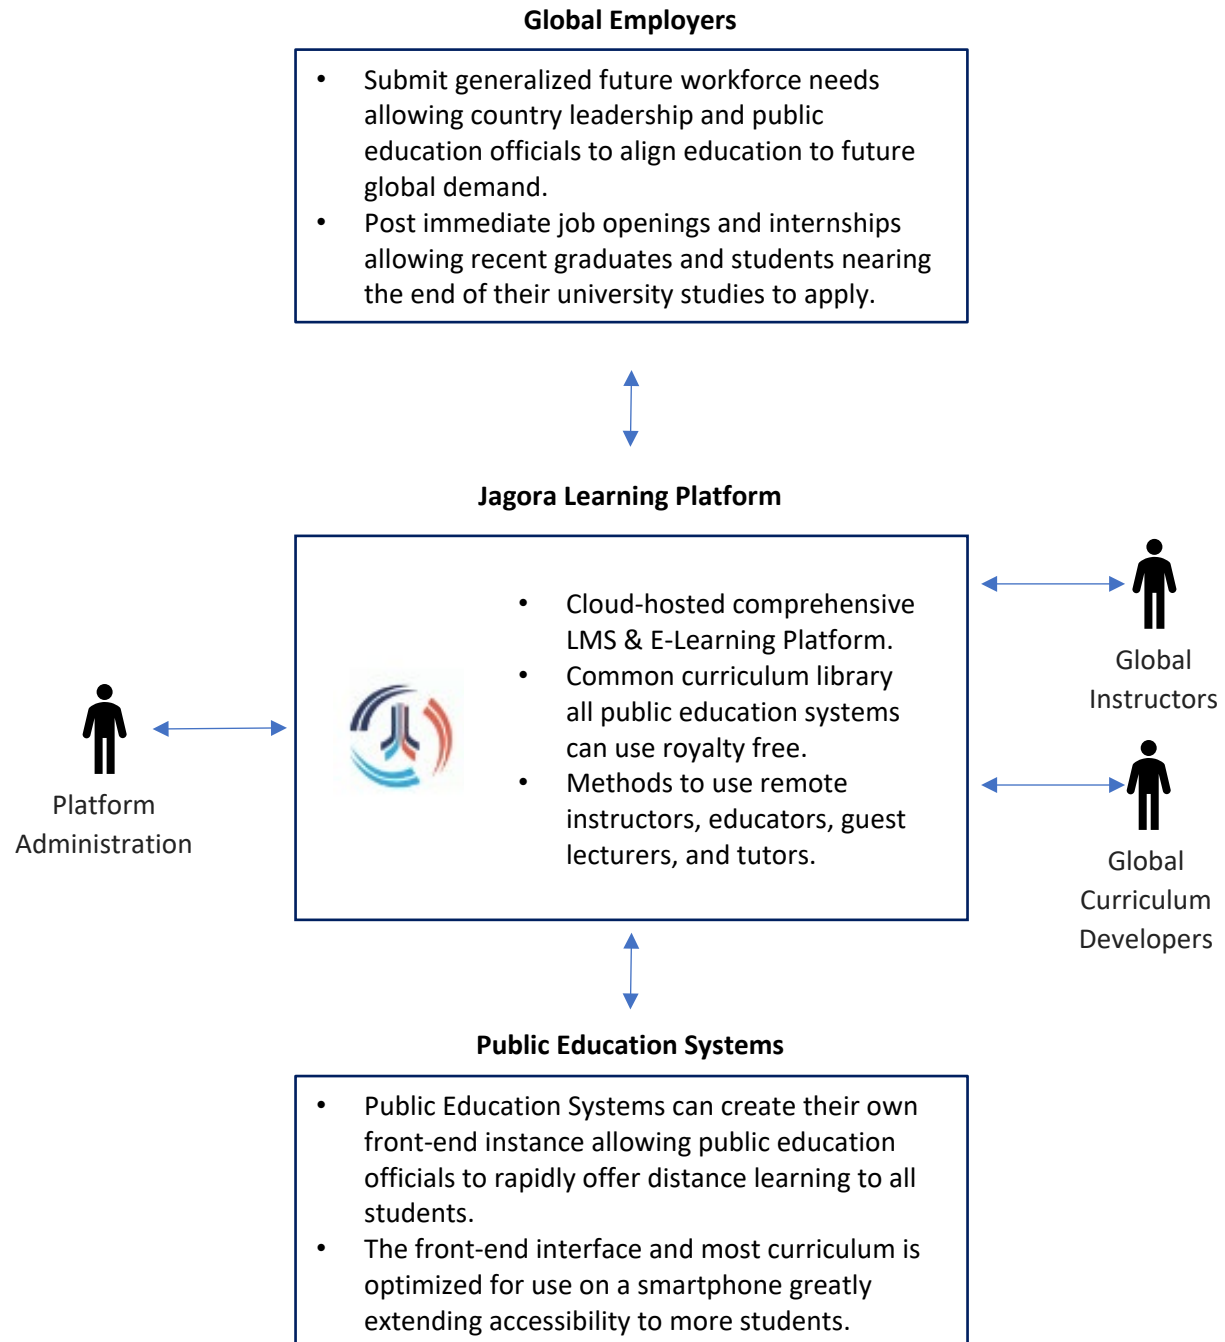 Global Employers
• Submit generalized future workforce needs
allowing country leadership and public
education officials to align education to future
global demand.
• Post immediate job openings and internships
allowing recent graduates and students nearing
the end of their university studies to apply.
Jagora Learning Platform
• Cloud-hosted comprehensive
LMS & E-Learning Platform.
• Common curriculum library
all public education systems
can use royalty free.
• Methods to use remote
instructors, educators, guest
lecturers, and tutors.
Platform
Administration
Global
Instructors
Global
Curriculum
Developers
Public Education Systems
• Public Education Systems can create their own
front-end instance allowing public education
officials to rapidly offer distance learning to all
students.
• The front-end interface and most curriculum is
optimized for use on a smartphone greatly
extending accessibility to more students.